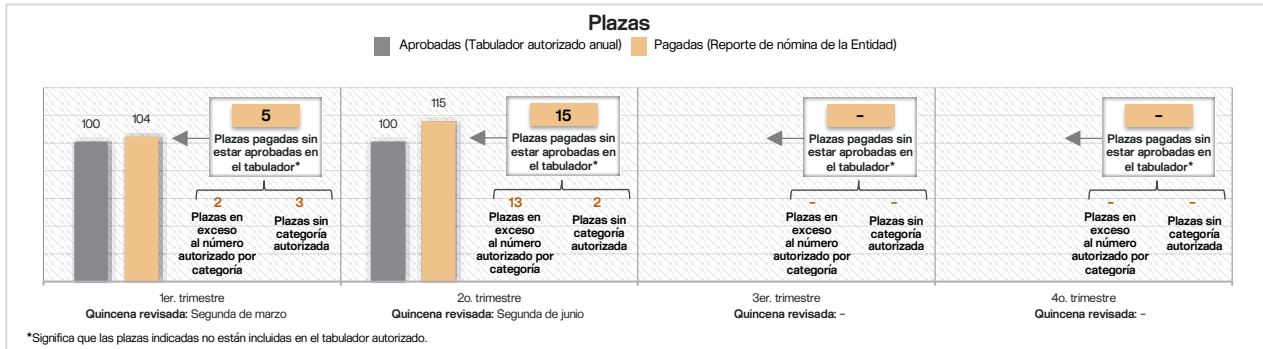 Plazas
Aprobadas (Tabulador autorizado anual) Pagadas (Reporte de nómina de la Entidad)
100
104
5
Plazas pagadas sin
estar aprobadas en
el tabulador*
2
Plazas en
exceso
al número
autorizado por
categoría
3
Plazas sin
categoría
autorizada
1er. trimestre
Quincena revisada: Segunda de marzo
100
115
15
Plazas pagadas sin
estar aprobadas en
el tabulador*
13
Plazas en
exceso
al número
autorizado por
categoría
2
Plazas sin
categoría
autorizada
2o. trimestre
Quincena revisada: Segunda de junio
–
Plazas pagadas sin
estar aprobadas en
el tabulador*
–
Plazas en
exceso
al número
autorizado por
categoría
–
Plazas sin
categoría
autorizada
3er. trimestre
Quincena revisada: –
–
Plazas pagadas sin
estar aprobadas en
el tabulador*
–
Plazas en
exceso
al número
autorizado por
categoría
–
Plazas sin
categoría
autorizada
4o. trimestre
Quincena revisada: –
*Significa que las plazas indicadas no están incluidas en el tabulador autorizado.